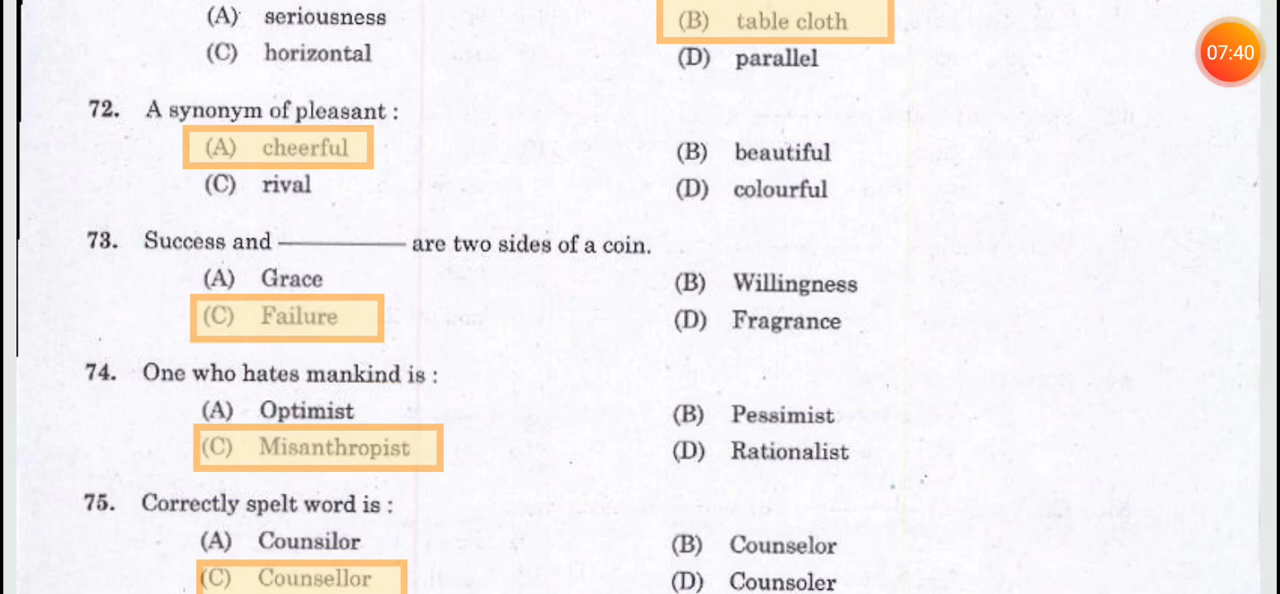 (A) seriousness (B) table cloth
(C) horizontal (D) parallel
07:40
72. A synonym of pleasant :
(A) cheerful (B) beautiful
(C) rival (D) colourful
73. Success and ———— are two sides of a coin.
(A) Grace (B) Willingness
(C) Failure (D) Fragrance
74. One who hates mankind is :
(A) Optimist (B) Pessimist
(C) Misanthropist (D) Rationalist
75. Correctly spelt word is :
(A) Counsilor (B) Counselor
(C) Counsellor (D) Counsoler